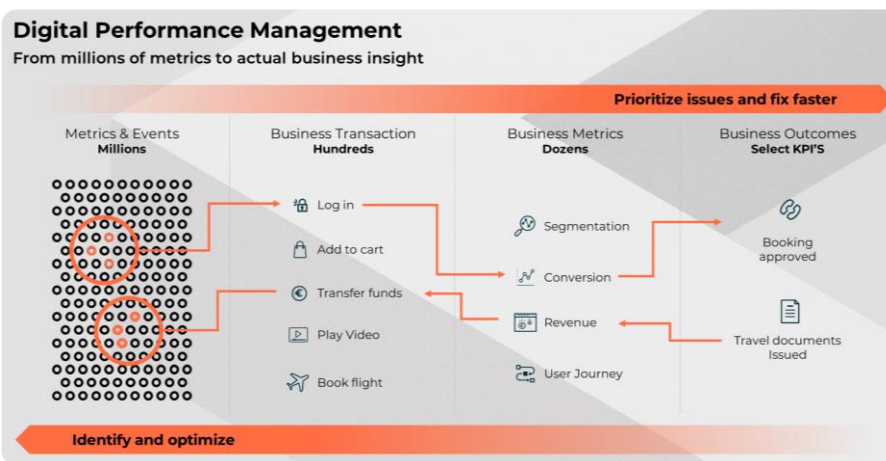 Digital Performance Management
From millions of metrics to actual business insight
Prioritize issues and fix faster
Metrics & Events
Millions
Business Transaction
Hundreds
Business Metrics
Dozens
Business Outcomes
Select KPI'S
Log in
Add to cart
€
Transfer funds
Play Video
Book flight
Segmentation
Conversion
Revenue
User Journey
Booking
approved
Travel documents
Issued
Identify and optimize